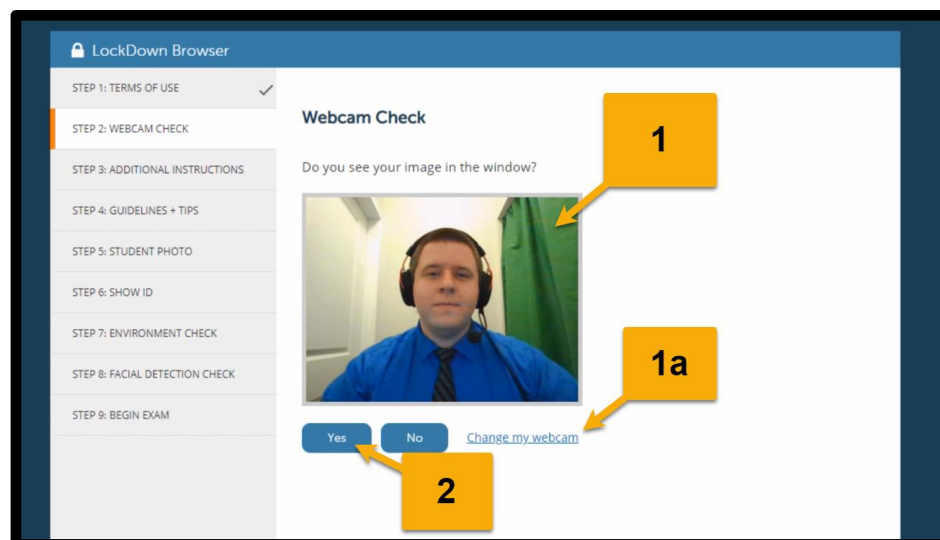 LockDown Browser
STEP 1: TERMS OF USE
STEP 2: WEBCAM CHECK
STEP 3: ADDITIONAL INSTRUCTIONS
STEP 4: GUIDELINES + TIPS
STEP 5: STUDENT PHOTO
STEP 6: SHOW ID
STEP 7: ENVIRONMENT CHECK
STEP 8: FACIAL DETECTION CHECK
STEP 9: BEGIN EXAM
Webcam Check
Do you see your image in the window?
1
1a
Yes
No
Change my webcam
2